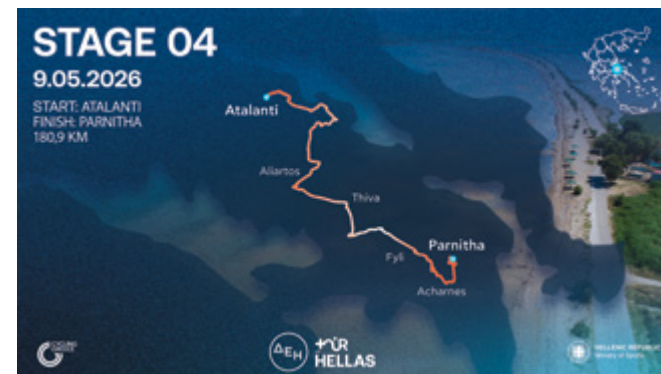 STAGE 04
9.05.2026
START: ATALANTI
FINISH: PARNITHA
180,9 KM
Atalanti
Aliartos
Thiva
Parnitha
Fyli
Acharnes
ΔΕΗ
HELLAS
HELLENIC REPUBLIC
Ministry of Sports